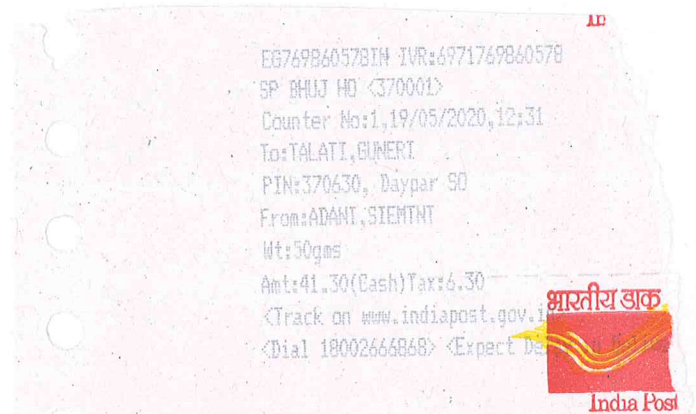 EG769860578IN IVR:6971769860578
SP BHUJ HO <370001>
Counter No:1,19/05/2020,12:31
To:TALATI,GUNERI
PIN:370630, Daypar SO
From:ADANI,SIEMTNT
Wt:50gms
Amt:41.30(Cash)Tax:6.30
<Track on www.indiapost.gov.i
<Dial 18002666868> <Expect De
भारतीय डाक
India Post